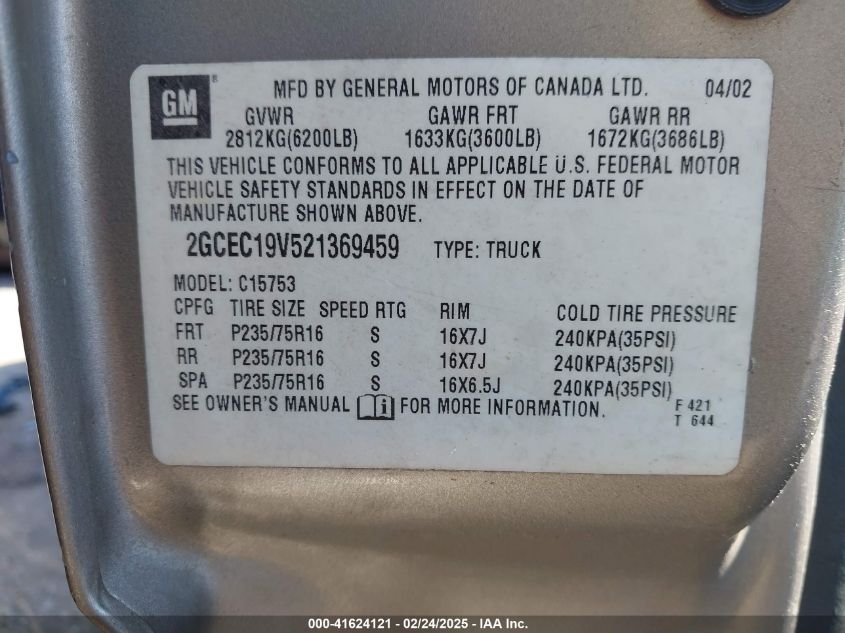 GM ® MFD BY GENERAL MOTORS OF CANADA LTD. 04/02
GVWR GAWR FRT GAWR RR
2812KG(6200LB) 1633KG(3600LB) 1672KG(3686LB)
THIS VEHICLE CONFORMS TO ALL APPLICABLE U.S. FEDERAL MOTOR
VEHICLE SAFETY STANDARDS IN EFFECT ON THE DATE OF
MANUFACTURE SHOWN ABOVE.
2GCEC19V521369459 TYPE: TRUCK
MODEL: C15753
CPFG TIRE SIZE SPEED RTG RIM COLD TIRE PRESSURE
FRT P235/75R16 S 16X7J 240KPA(35PSI)
RR P235/75R16 S 16X7J 240KPA(35PSI)
SPA P235/75R16 S 16X6.5J 240KPA(35PSI)
SEE OWNER'S MANUAL i FOR MORE INFORMATION. F 421
T 644
000-41624121 - 02/24/2025 - IAA Inc.